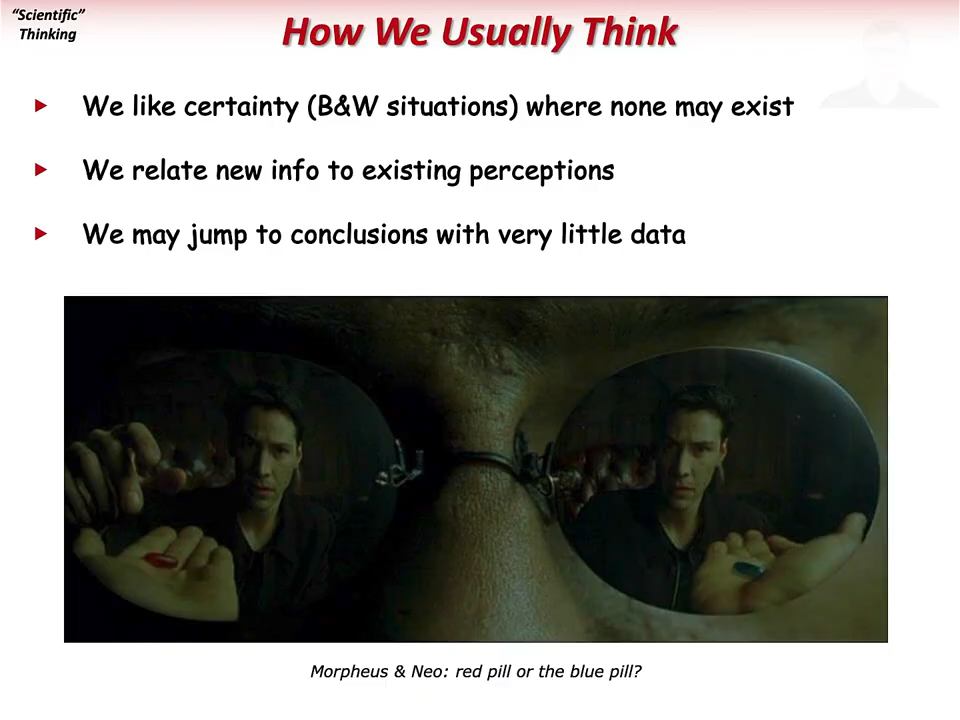 “Scientific”
Thinking
How We Usually Think
We like certainty (B&W situations) where none may exist
We relate new info to existing perceptions
We may jump to conclusions with very little data
Morpheus & Neo: red pill or the blue pill?